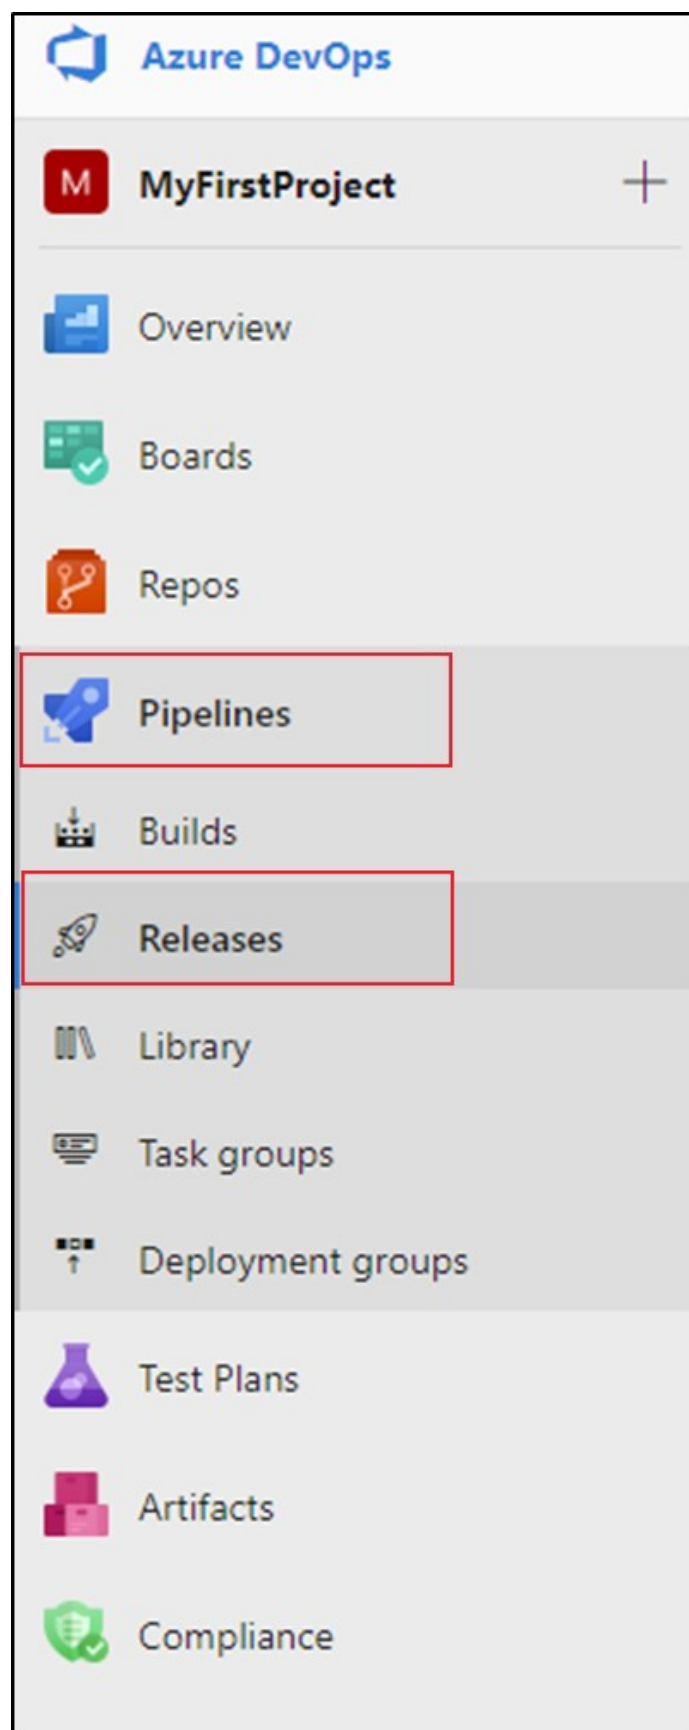 Azure DevOps
M MyFirstProject
Overview
Boards
Repos
Pipelines
Builds
Releases
Library
Task groups
Deployment groups
Test Plans
Artifacts
Compliance